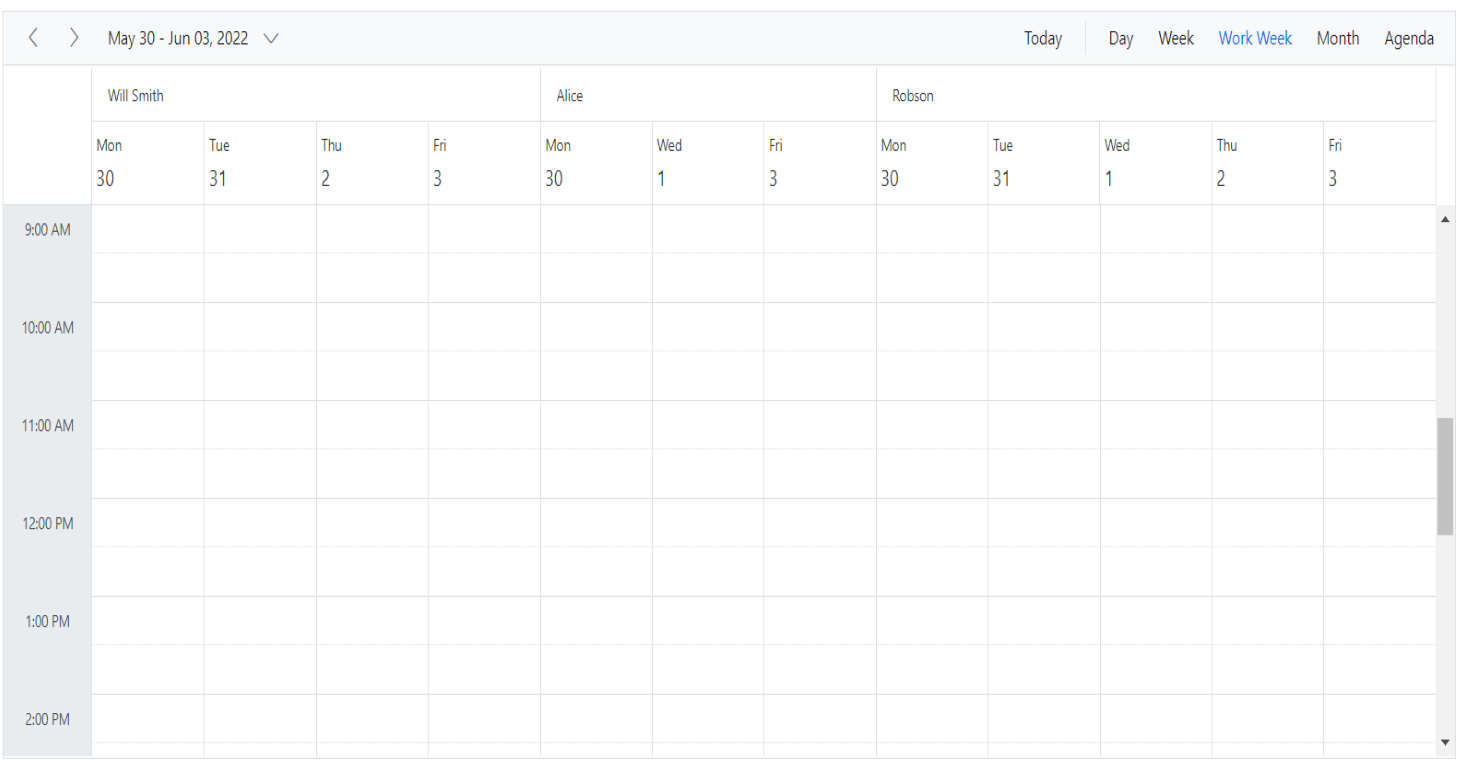 May 30 - Jun 03, 2022 Today Day Week Work Week Month Agenda
Will Smith Alice Robson
Mon Tue Thu Fri Mon Wed Fri Mon Tue Wed Thu Fri
30 31 2 3 30 1 3 30 31 1 2 3
9:00 AM
10:00 AM
11:00 AM
12:00 PM
1:00 PM
2:00 PM